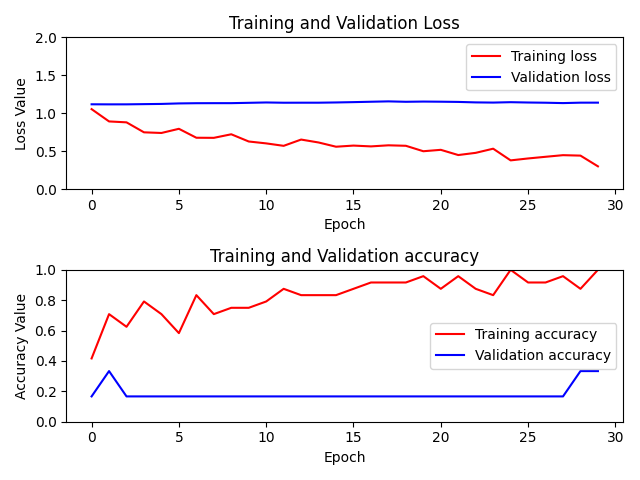 Training and Validation Loss
2.0
1.5
1.0
0.5
0.0
Loss Value
Training loss
Validation loss
0 5 10 15 20 25 30
Epoch
Training and Validation accuracy
1.0
0.8
0.6
0.4
0.2
0.0
Accuracy Value
Training accuracy
Validation accuracy
0 5 10 15 20 25 30
Epoch